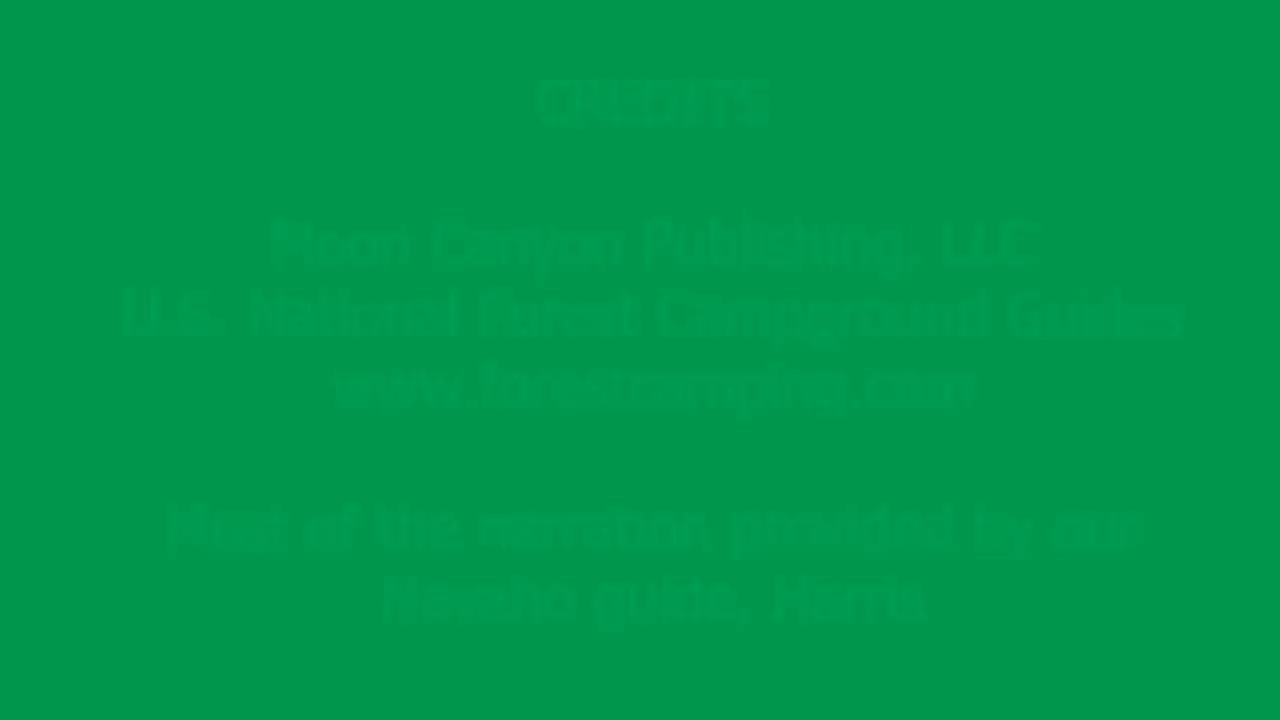 CREDITS
Moon Canyon Publishing, LLC
U.S. National Forest Campground Guides
www.forestcamping.com
Most of the narration provided by our
Navaho guide, Harris